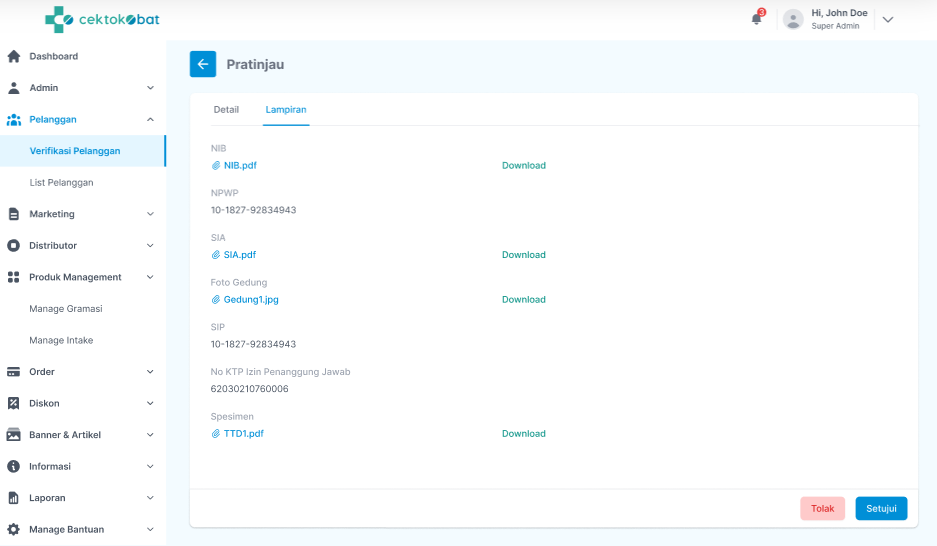 cektokobat
3
Hi, John Doe
Super Admin
Dashboard
Admin
Pelanggan
Verifikasi Pelanggan
List Pelanggan
Marketing
Distributor
Produk Management
Manage Gramasi
Manage Intake
Order
Diskon
Banner & Artikel
Informasi
Laporan
Manage Bantuan
Pratinjau
Detail Lampiran
NIB
NIB.pdf Download
NPWP
10-1827-92834943
SIA
SIA.pdf Download
Foto Gedung
Gedung1.jpg Download
SIP
10-1827-92834943
No KTP Izin Penanggung Jawab
62030210760006
Spesimen
TTD1.pdf Download
Tolak Setujui